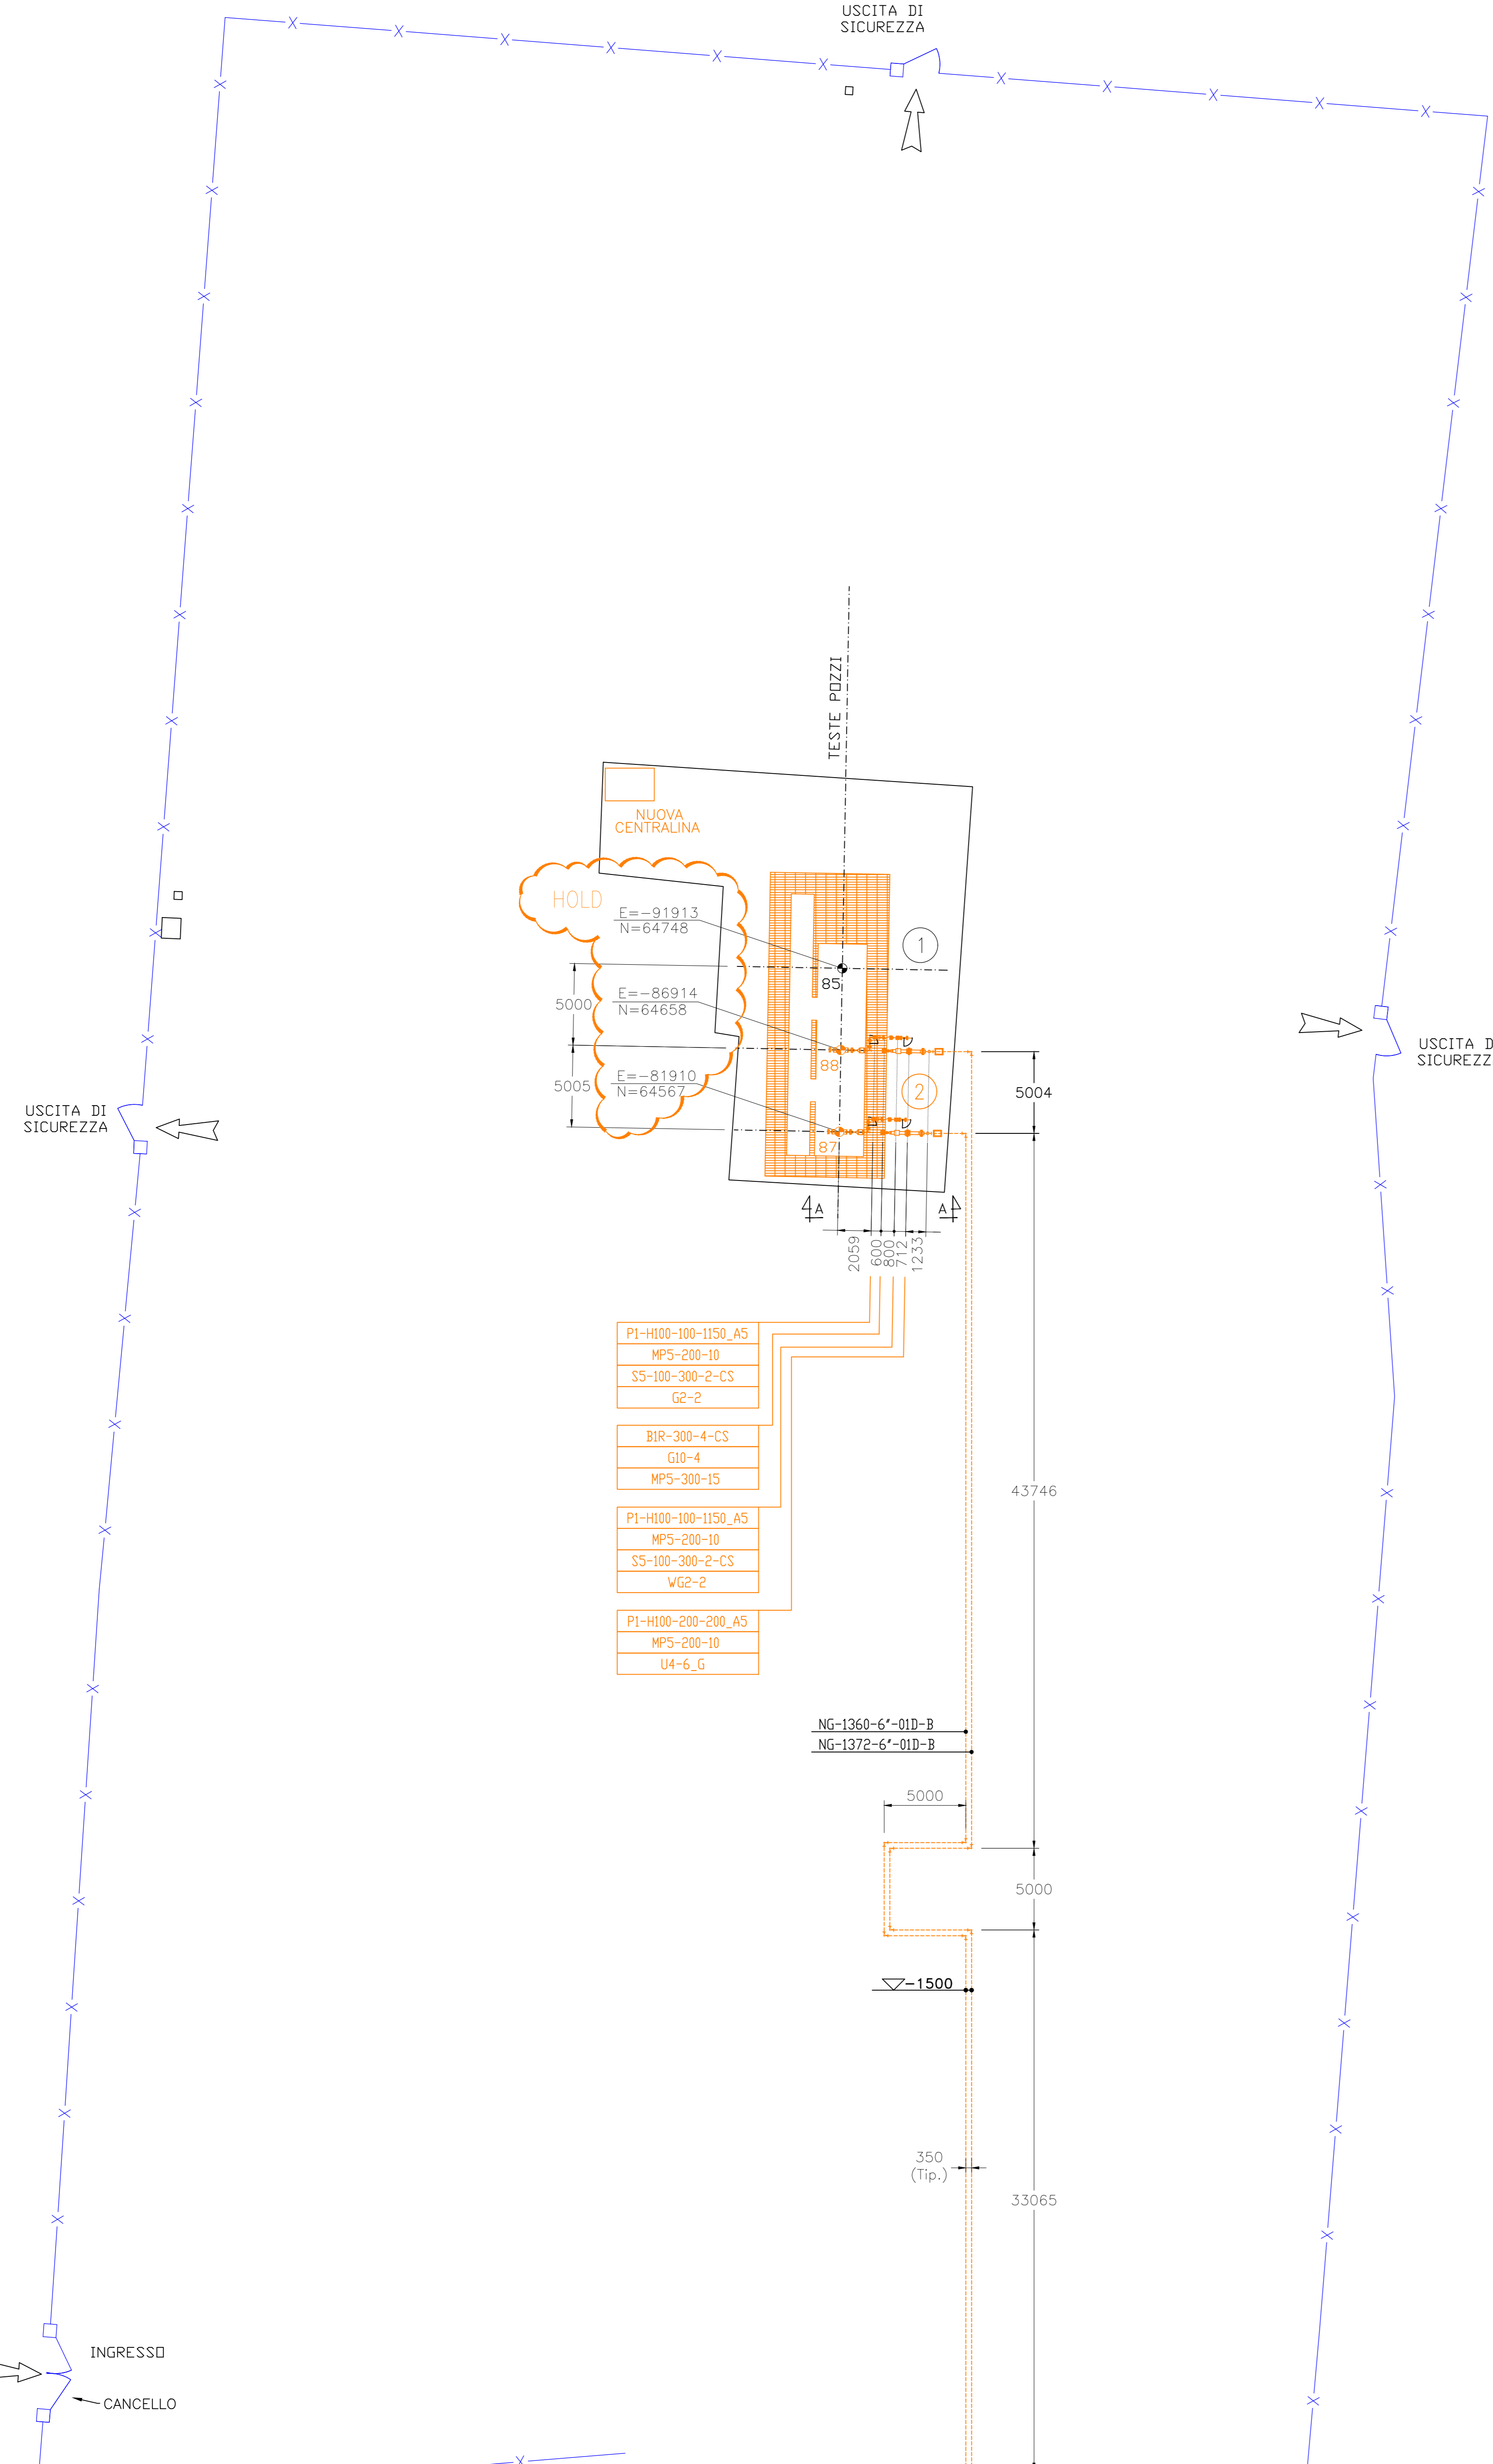 USCITA DI
SICUREZZA
TESTE POZZI
NUOVA
CENTRALINA
HOLD
E=-91913
N=64748
1
85
5000
E=-86914
N=64658
88
5005
E=-81910
N=64567
87
2
5004
USCITA D
SICUREZZ
USCITA DI
SICUREZZA
A
A
2059
600
800
712
1233
P1-H100-100-1150_A5
MP5-200-10
S5-100-300-2-CS
G2-2
B1R-300-4-CS
G10-4
MP5-300-15
43746
P1-H100-100-1150_A5
MP5-200-10
S5-100-300-2-CS
WG2-2
P1-H100-200-200_A5
MP5-200-10
U4-6_G
NG-1360-6"-01D-B
NG-1372-6"-01D-B
5000
5000
-1500
350
(Tip.)
33065
INGRESSO
CANCELLO